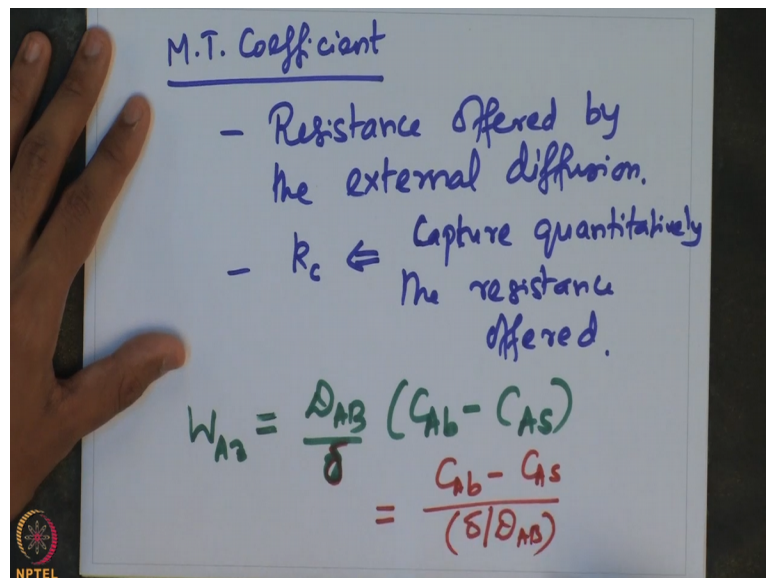 M.T. Coefficient
- Resistance offered by
the external diffusion.
- kc ⇐ Capture quantitatively
the resistance
offered.
WAz = DAB/δ (CAb - CAs)
= CAb - CAs / (δ/DAB)
NPTEL